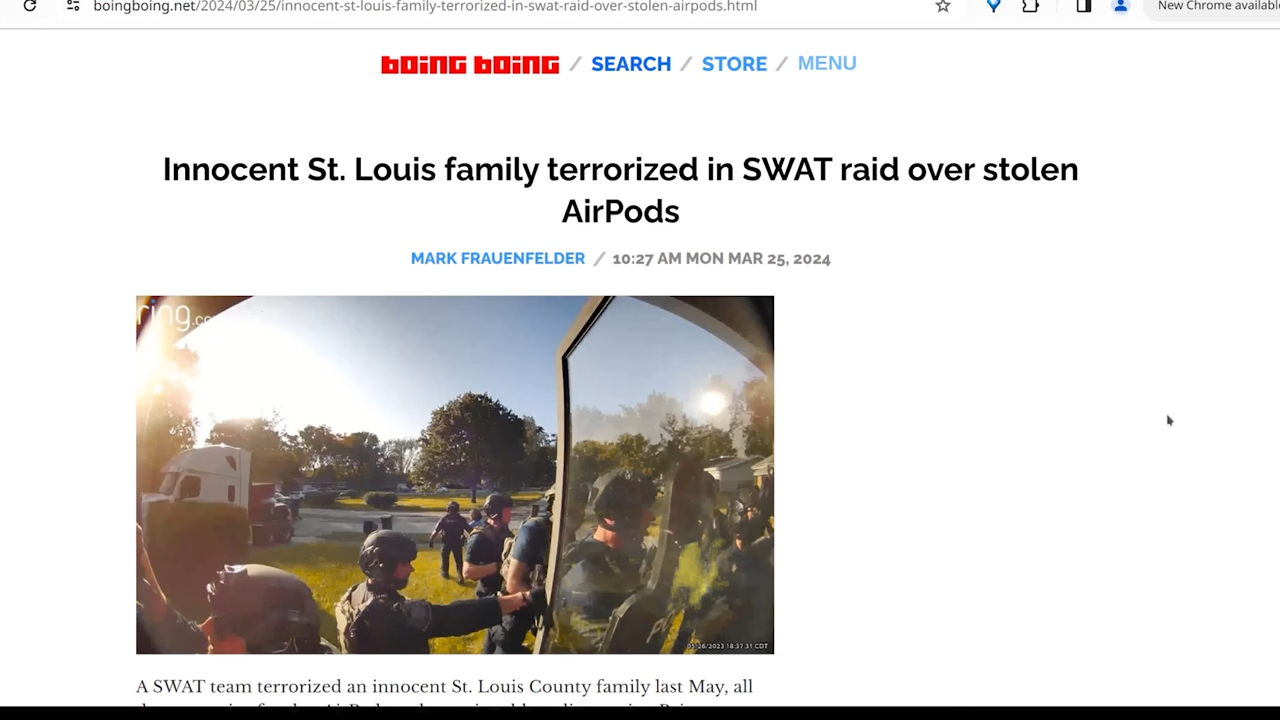 boingboing.net/2024/03/25/innocent-st-louis-family-terrorized-in-swat-raid-over-stolen-airpods.html
New Chrome available
boing boing / SEARCH / STORE / MENU
Innocent St. Louis family terrorized in SWAT raid over stolen
AirPods
MARK FRAUENFELDER / 10:27 AM MON MAR 25, 2024
ring.co
05/26/2023 18:37:31 CDT
A SWAT team terrorized an innocent St. Louis County family last May, all